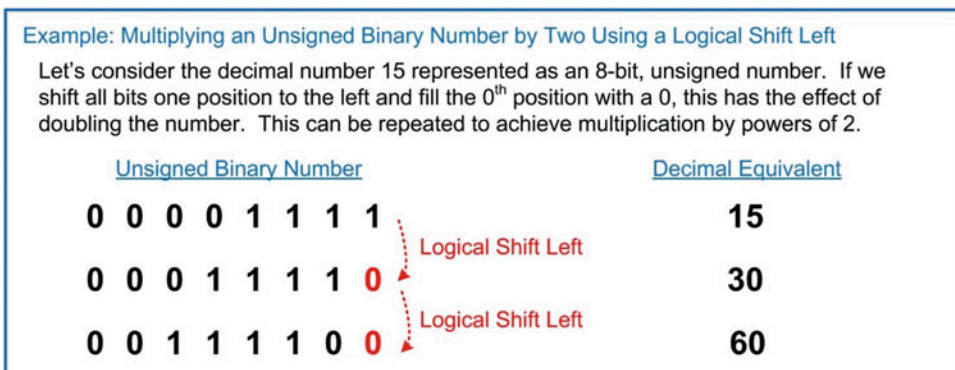 Example: Multiplying an Unsigned Binary Number by Two Using a Logical Shift Left
Let's consider the decimal number 15 represented as an 8-bit, unsigned number. If we
shift all bits one position to the left and fill the 0th position with a 0, this has the effect of
doubling the number. This can be repeated to achieve multiplication by powers of 2.
Unsigned Binary Number Decimal Equivalent
0 0 0 0 1 1 1 1 15
Logical Shift Left
0 0 0 1 1 1 1 0 30
Logical Shift Left
0 0 1 1 1 1 0 0 60